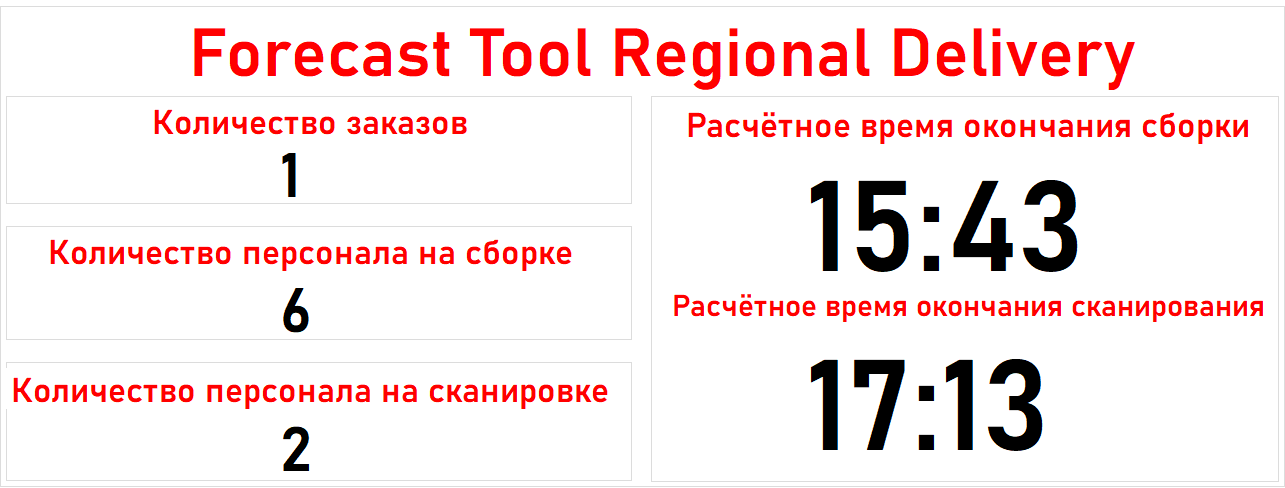 Forecast Tool Regional Delivery
Количество заказов
1
Количество персонала на сборке
6
Количество персонала на сканировке
2
Расчётное время окончания сборки
15:43
Расчётное время окончания сканирования
17:13